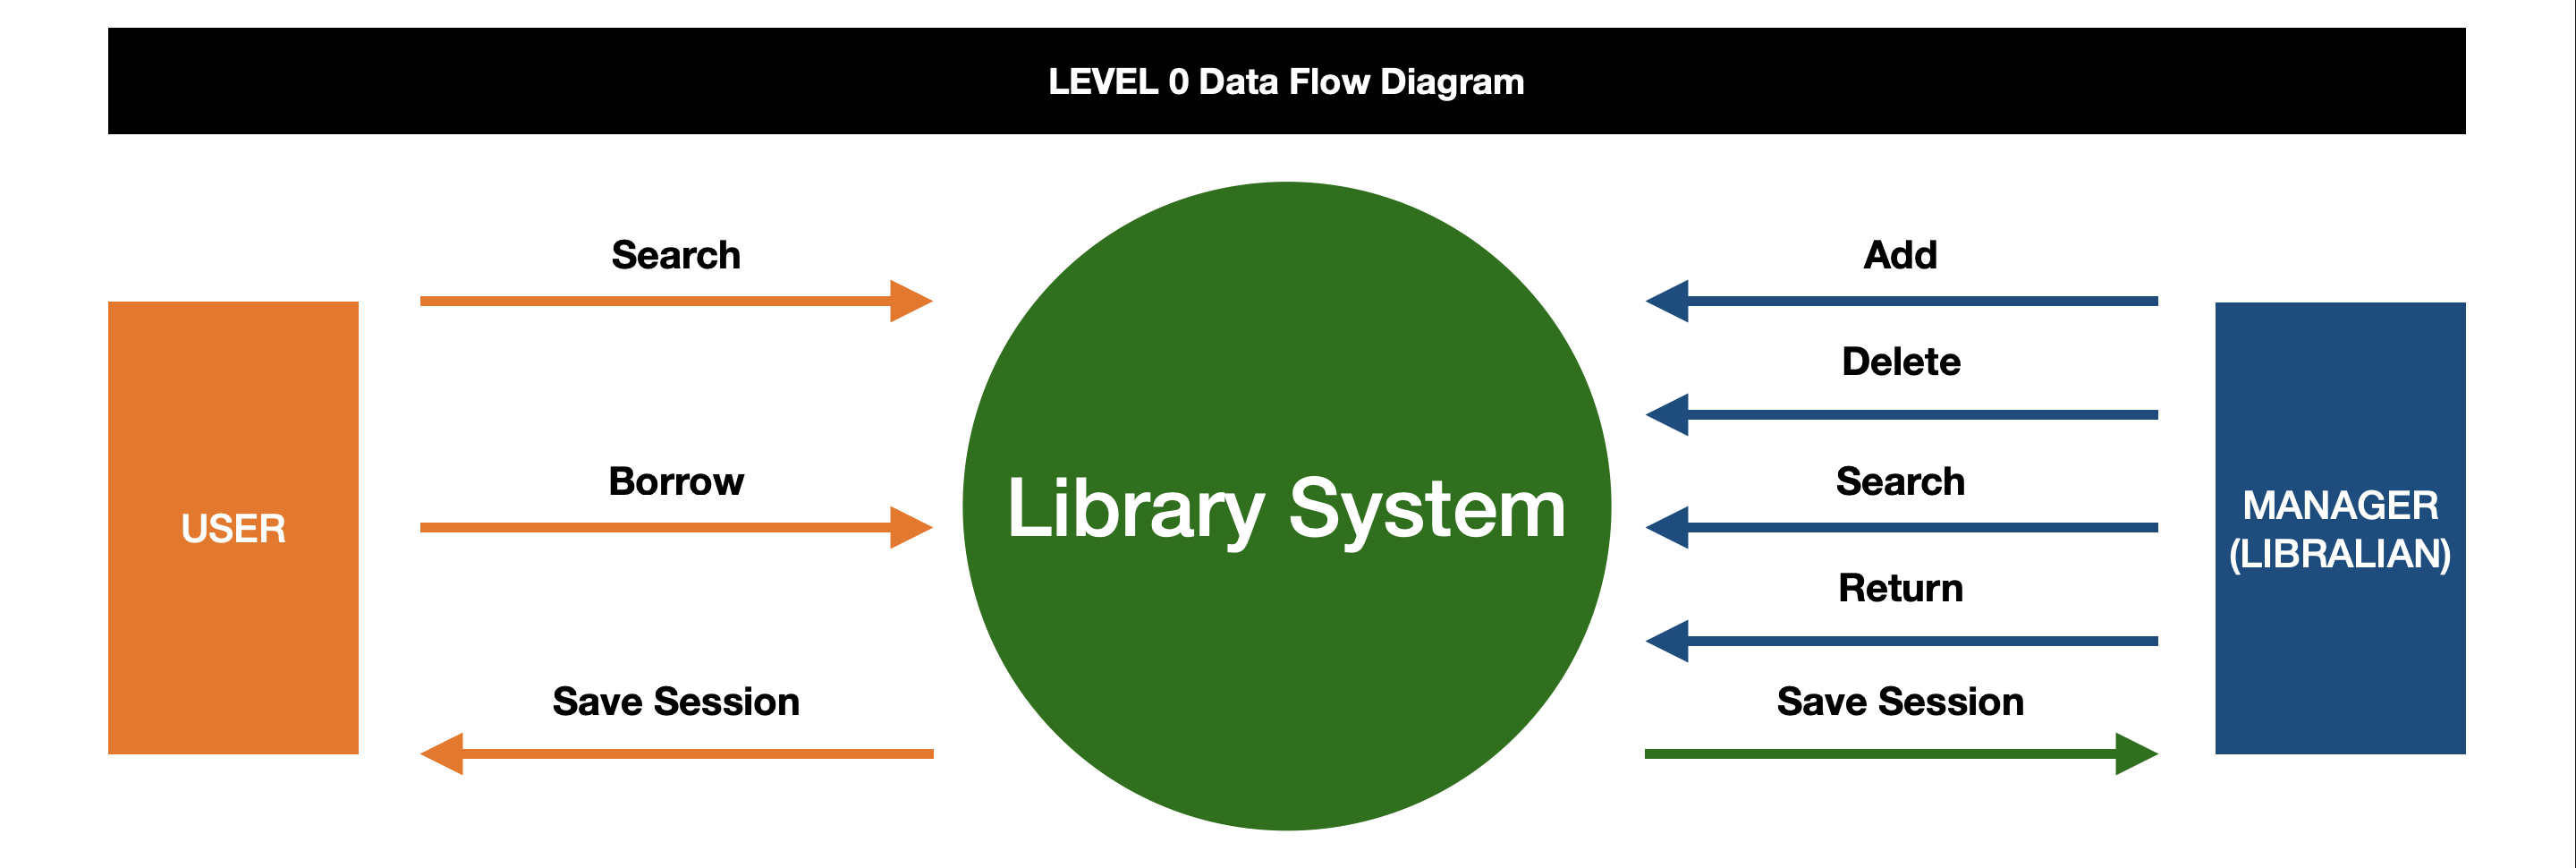 LEVEL 0 Data Flow Diagram
Search
Borrow
Save Session
USER
Library System
Add
Delete
Search
Return
Save Session
MANAGER
(LIBRALIAN)